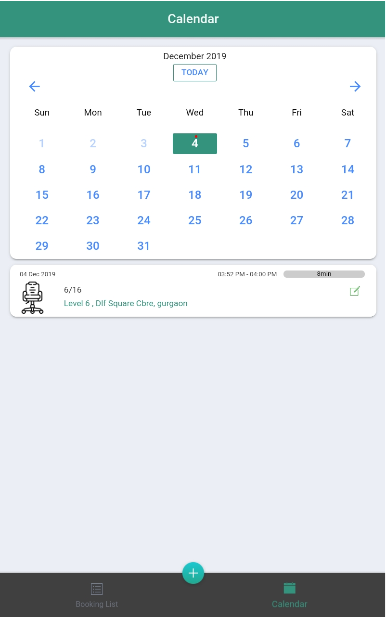 Calendar
December 2019
TODAY
Sun Mon Tue Wed Thu Fri Sat
1 2 3 4 5 6 7
8 9 10 11 12 13 14
15 16 17 18 19 20 21
22 23 24 25 26 27 28
29 30 31
04 Dec 2019 03:52 PM - 04:00 PM 8min
6/16
Level 6 , Dlf Square Cbre, gurgaon
Booking List Calendar